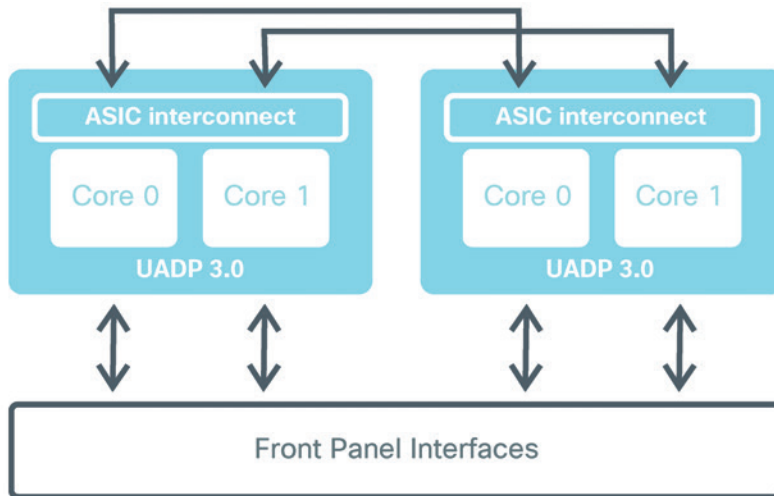 ASIC interconnect
Core 0
Core 1
UADP 3.0
ASIC interconnect
Core 0
Core 1
UADP 3.0
Front Panel Interfaces